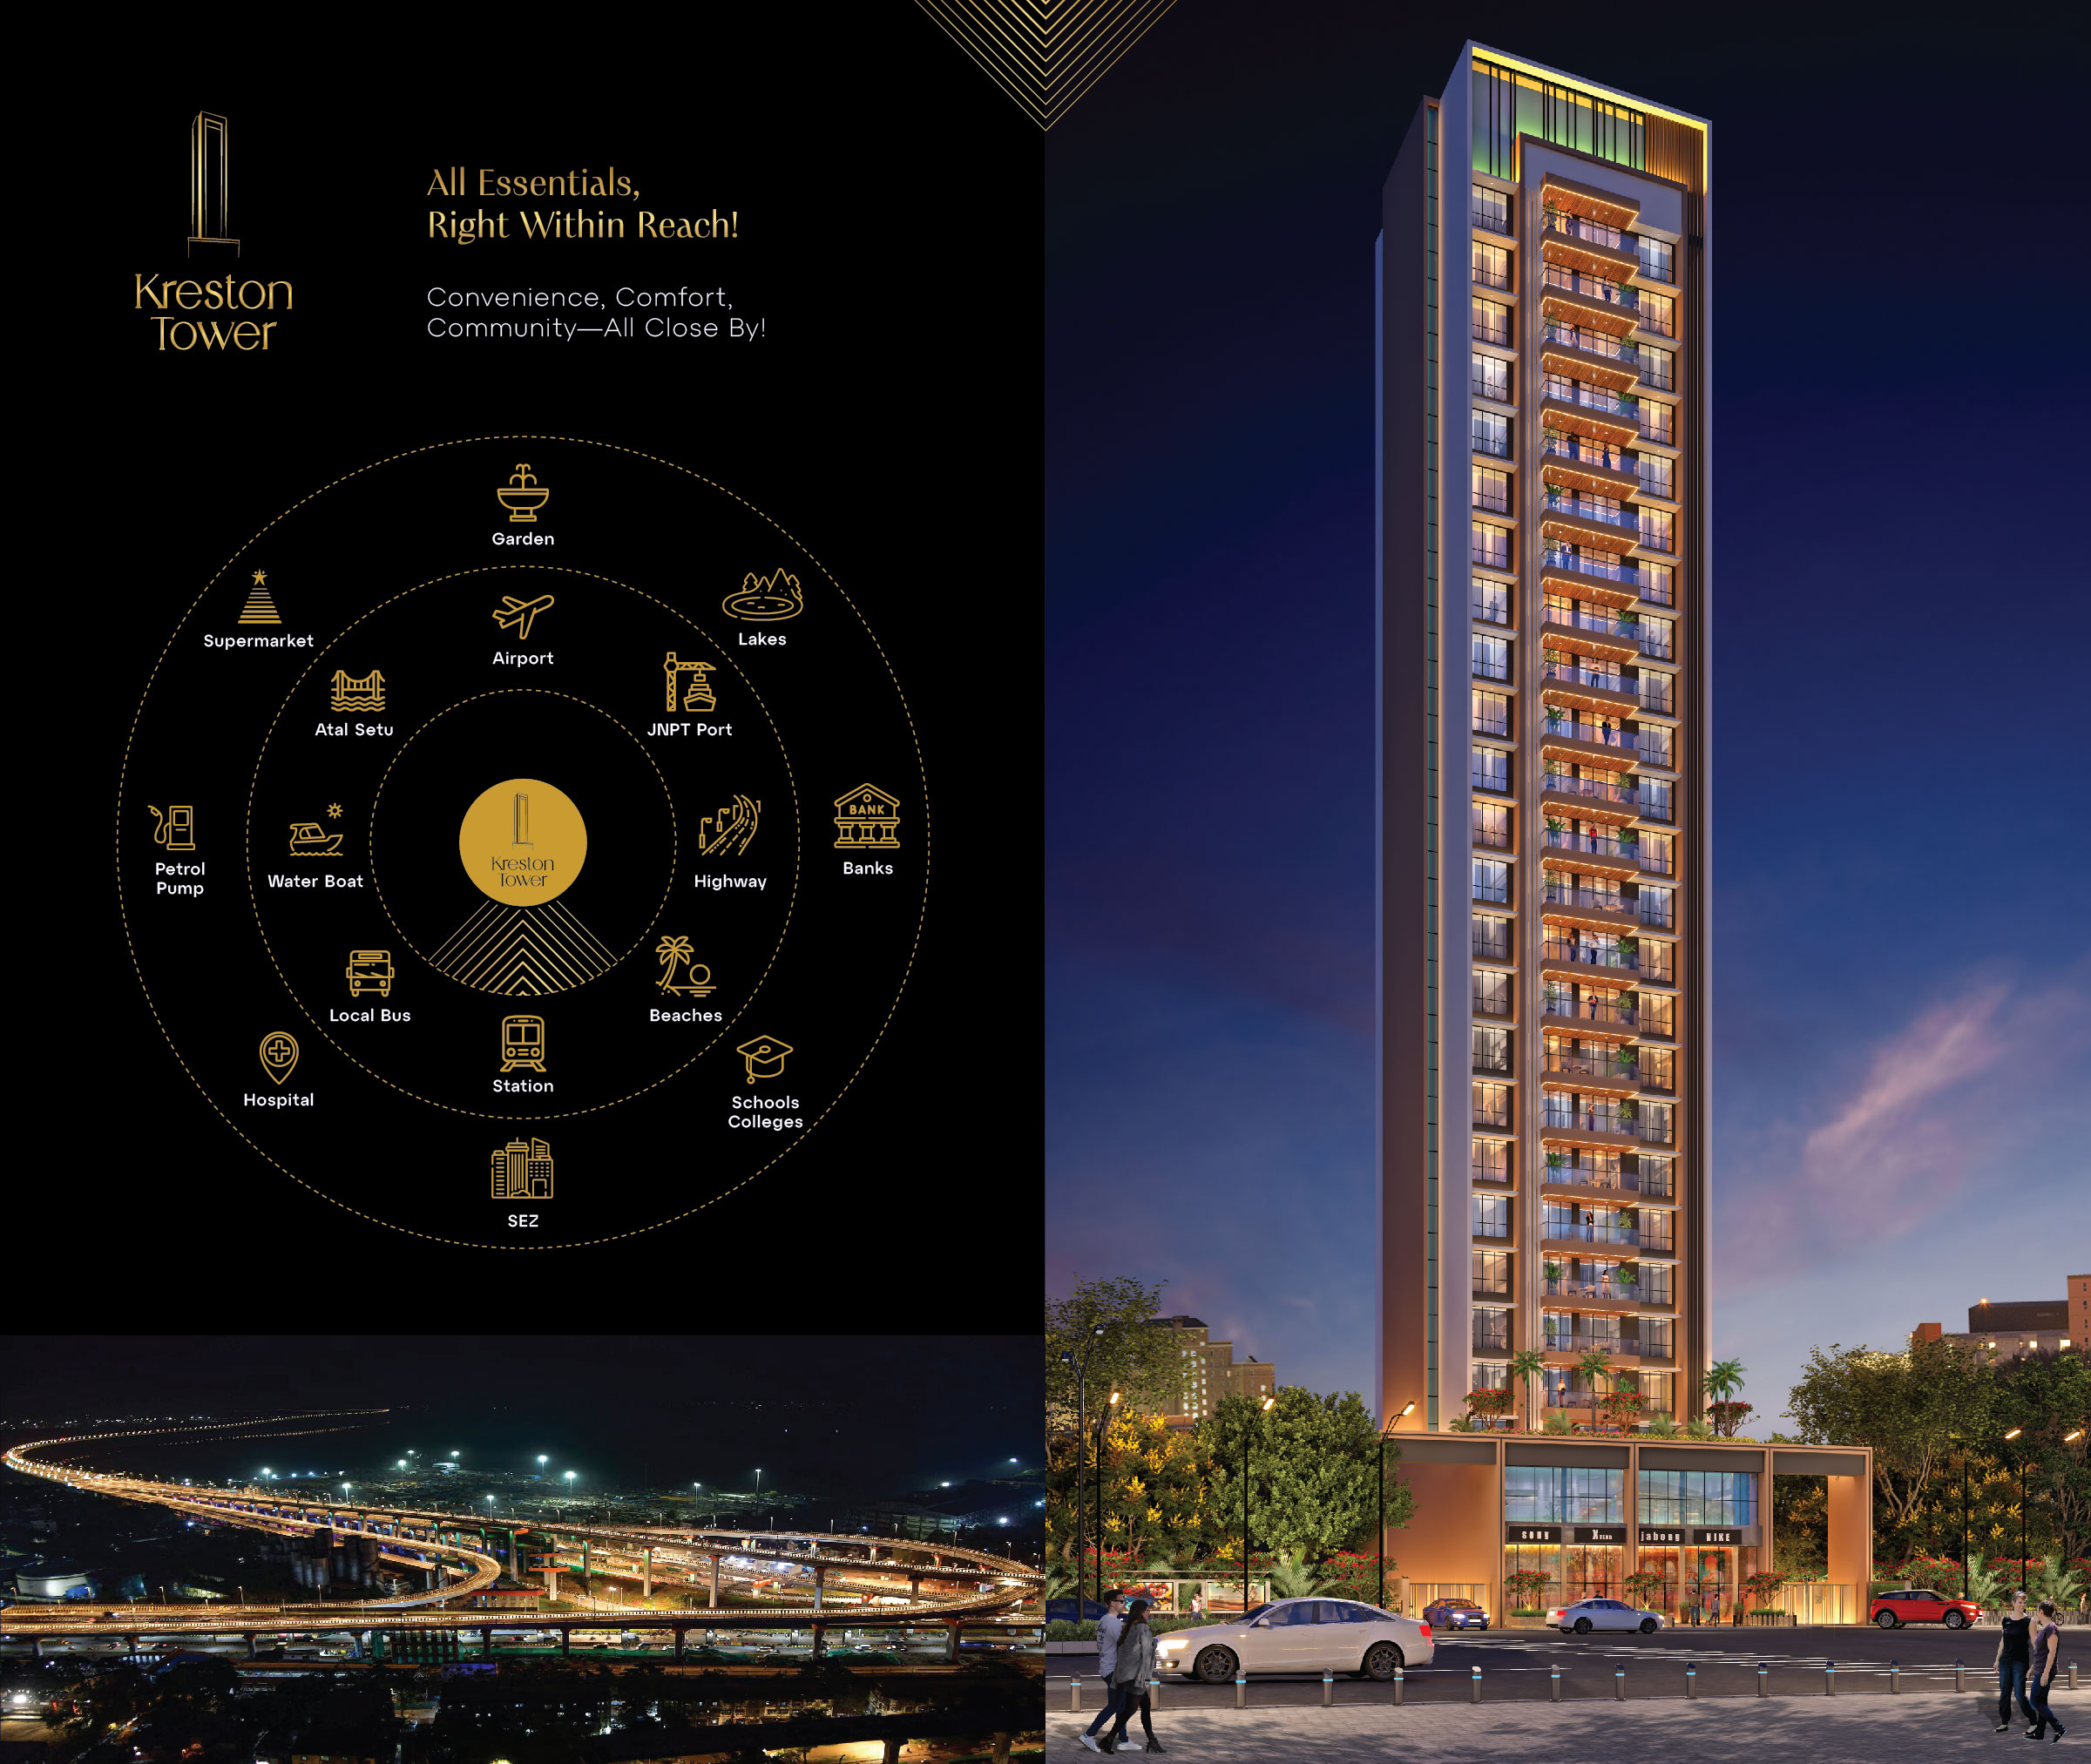 Kreston
Tower
All Essentials,
Right Within Reach!
Convenience, Comfort,
Community—All Close By!
Garden
Supermarket
Lakes
Airport
Atal Setu
JNPT Port
Petrol
Pump
Water Boat
Kreston
Tower
Highway
BANK
Banks
Local Bus
Beaches
Hospital
Station
Schools
Colleges
SEZ
SONY
jabong
NIKE